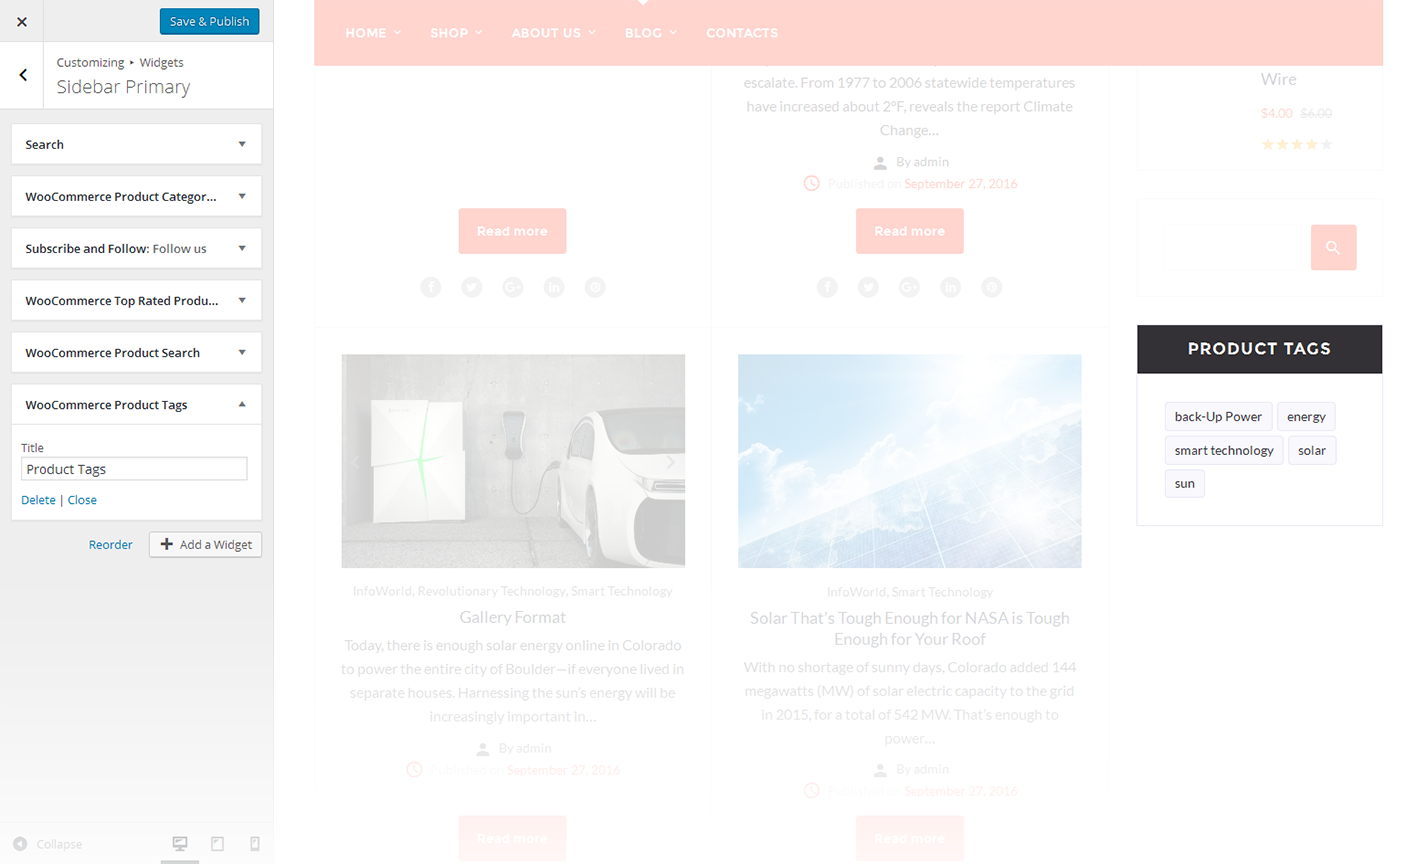 Save & Publish
Customizing ▸ Widgets
Sidebar Primary
Search
WooCommerce Product Categor...
Subscribe and Follow: Follow us
WooCommerce Top Rated Produ...
WooCommerce Product Search
WooCommerce Product Tags
Title
Product Tags
Delete | Close
Reorder
Add a Widget
Collapse
HOME
SHOP
ABOUT US
BLOG
CONTACTS
escalate. From 1977 to 2006 statewide temperatures
have increased about 2°F, reveals the report Climate
Change...
By admin
Published on September 27, 2016
Read more
Read more
InfoWorld, Revolutionary Technology, Smart Technology
Gallery Format
Today, there is enough solar energy online in Colorado
to power the entire city of Boulder—if everyone lived in
separate houses. Harnessing the sun's energy will be
increasingly important in...
By admin
Published on September 27, 2016
Read more
InfoWorld, Smart Technology
Solar That's Tough Enough for NASA is Tough
Enough for Your Roof
With no shortage of sunny days, Colorado added 144
megawatts (MW) of solar electric capacity to the grid
in 2015, for a total of 542 MW. That's enough to
power...
By admin
Published on September 27, 2016
Read more
Wire
$4.00 $6.00
PRODUCT TAGS
back-Up Power
energy
smart technology
solar
sun